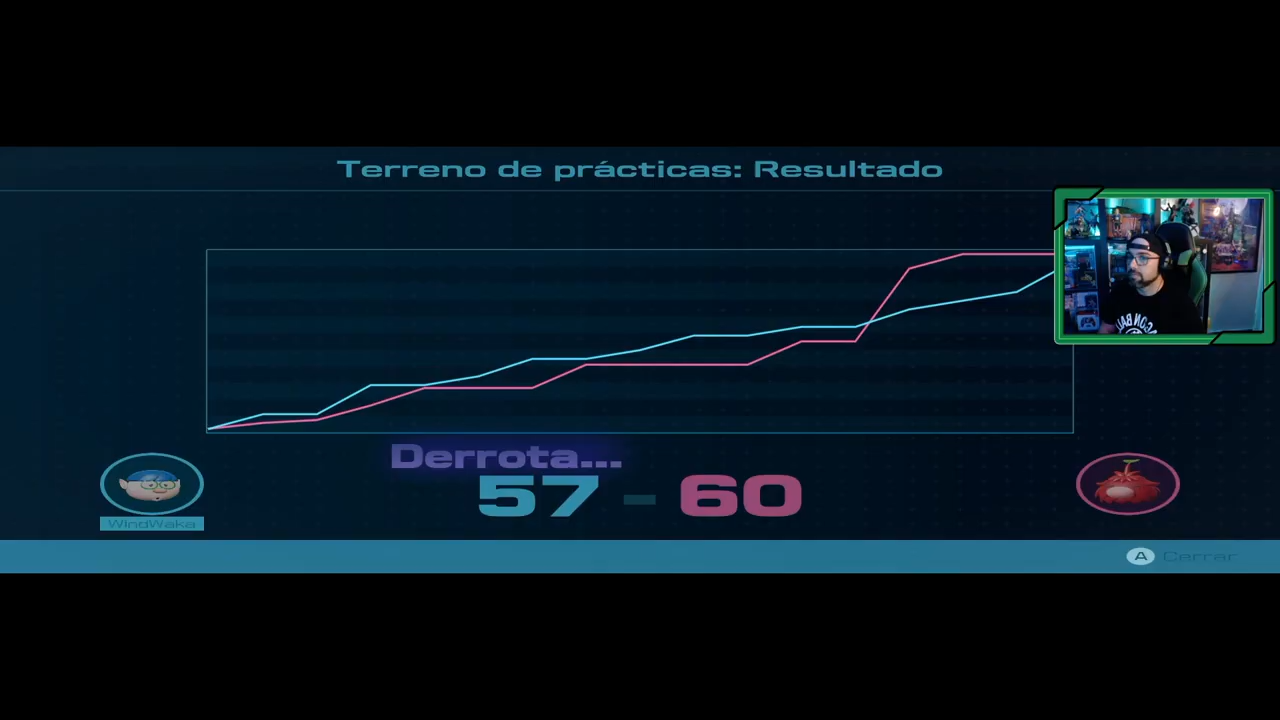 Terreno de prácticas: Resultado
Derrota...
57 - 60
WindWaka
A Cerrar